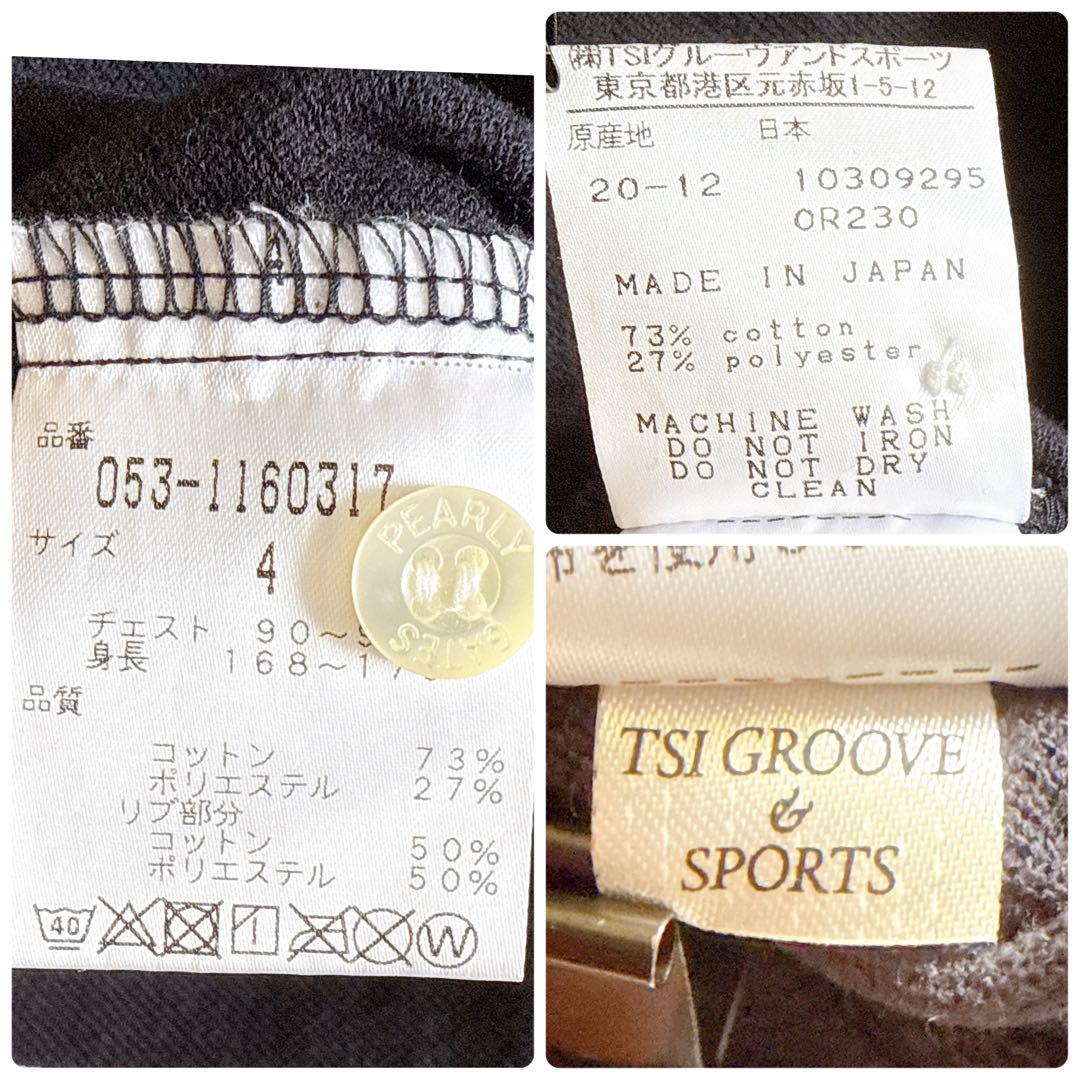 品番
053-1160317
サイズ
4
チェスト 90～
身長 168～17
品質
コットン 73%
ポリエステル 27%
リブ部分
コットン 50%
ポリエステル 50%
40
W
PEARLY
GATES
㈱TSIグルーヴアンドスポーツ
東京都港区元赤坂1-5-12
原産地 日本
20-12 10309295
OR230
MADE IN JAPAN
73% cotton
27% polyester
MACHINE WASH
DO NOT IRON
DO NOT DRY
CLEAN
TSI GROOVE
&
SPORTS